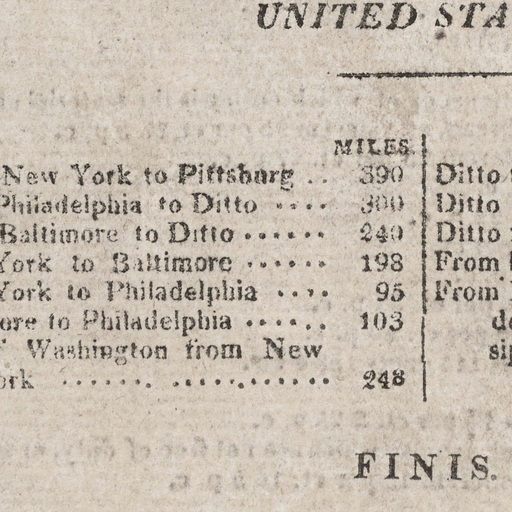 UNITED STA
MILES
New York to Pittsburg .. 390
Philadelphia to Ditto .... 300
Baltimore to Ditto ...... 240
York to Baltimore ...... 198
York to Philadelphia .... 95
ore to Philadelphia ...... 103
Washington from New
ork ...... ............ 248
Ditto
Ditto
Ditto
From
From
de
sip
FINIS.